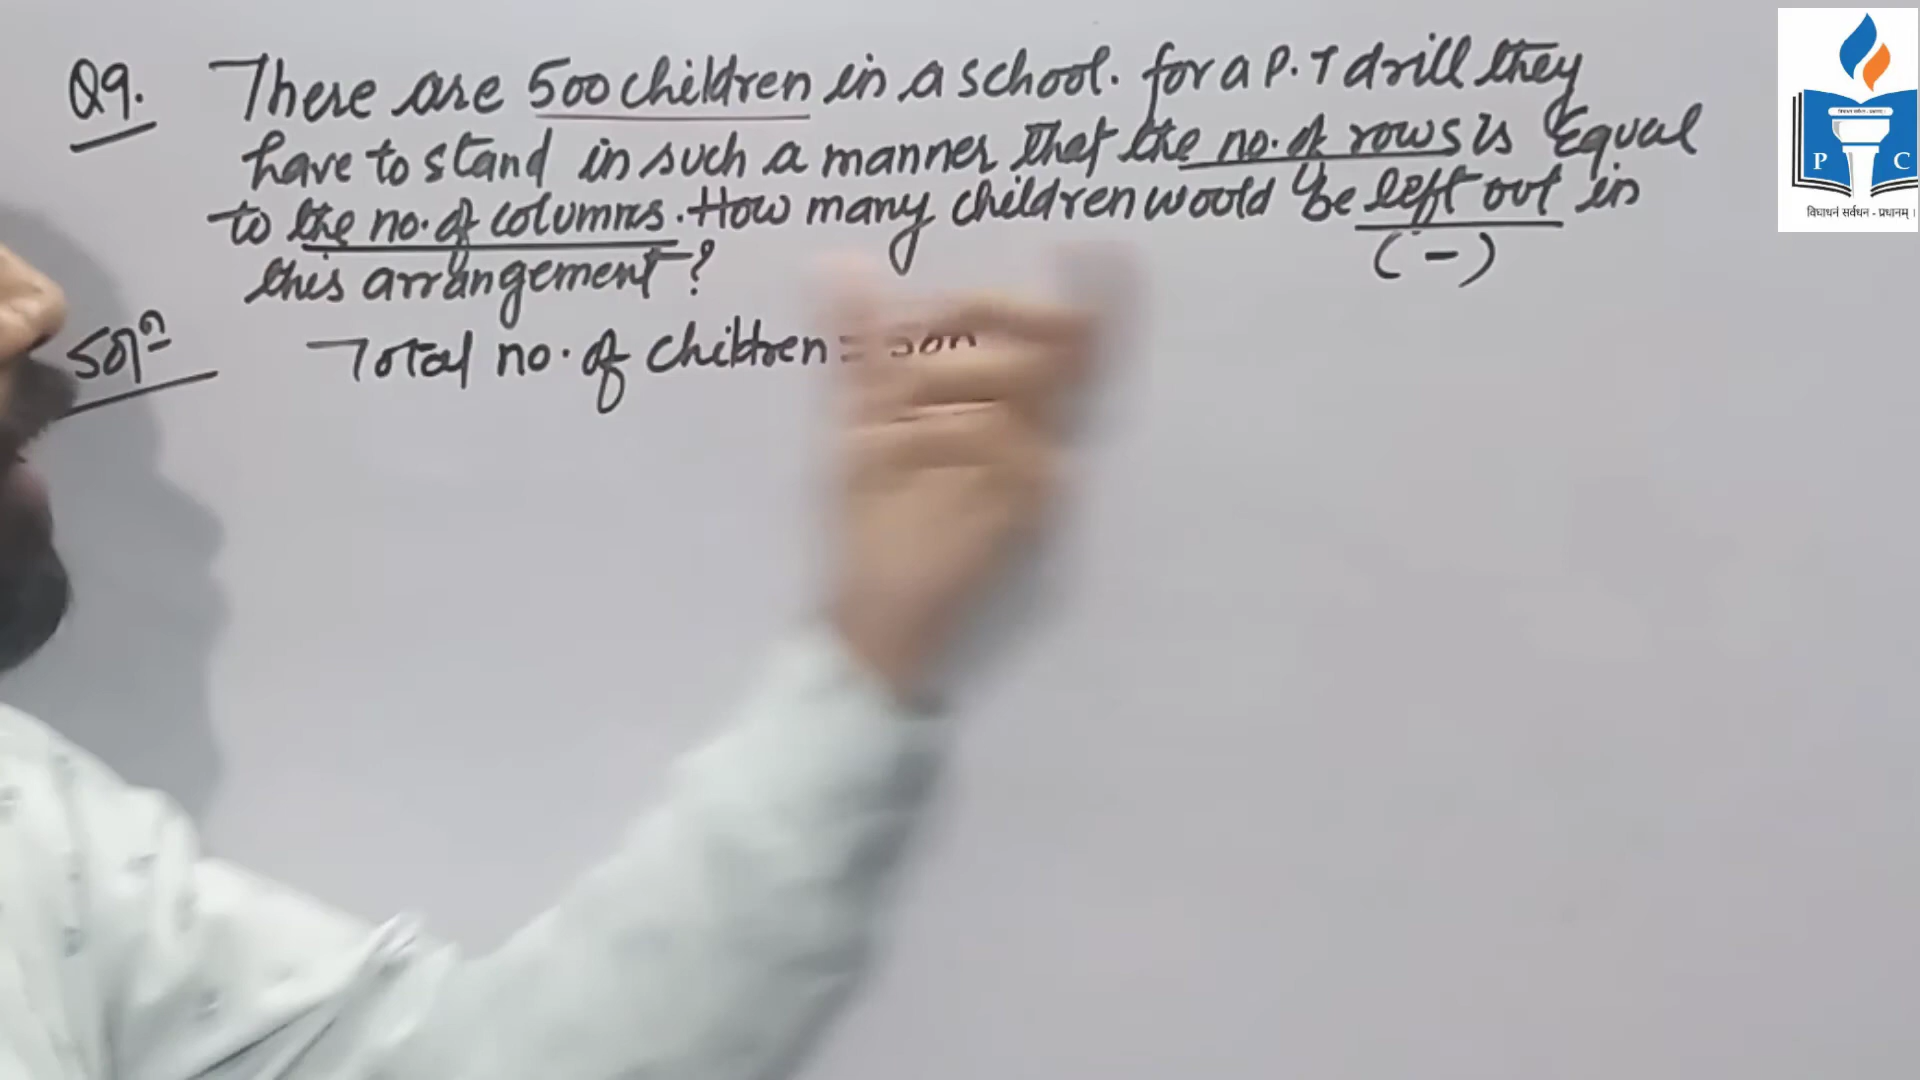 Q9. There are 500 children in a school. for a P.T drill they
have to stand in such a manner that the no. of rows is Equal
to the no. of columns. How many children would be left out in
(-)
this arrangement?
Solⁿ Total no. of children = 500
P C
विद्याधनं सर्वधन - प्रधानम् ।